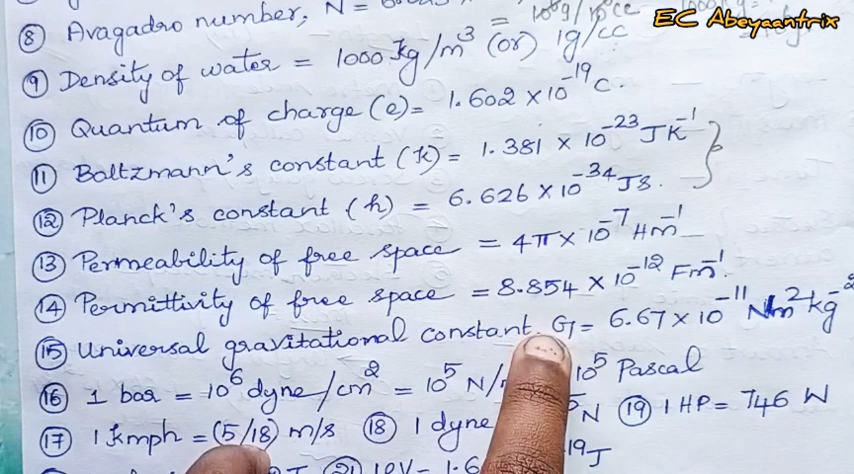 EC Abeyaantrix
⑧ Avagadro number, N =
⑨ Density of water = 1000 kg/m³ (or) 1g/cc
⑩ Quantum of charge (e) = 1.602 × 10⁻¹⁹ C.
⑪ Boltzmann's constant (k) = 1.381 × 10⁻²³ JK⁻¹
⑫ Planck's constant (h) = 6.626 × 10⁻³⁴ Js.
⑬ Permeability of free space = 4π × 10⁻⁷ Hm⁻¹
⑭ Permittivity of free space = 8.854 × 10⁻¹² Fm⁻¹.
⑮ Universal gravitational constant. G = 6.67 × 10⁻¹¹ Nm² kg⁻²
⑯ 1 bar = 10⁶ dyne/cm² = 10⁵ N/ 10⁵ Pascal
⑰ 1 kmph = (5/18) m/s ⑱ 1 dyne N ⑲ 1 HP = 746 W